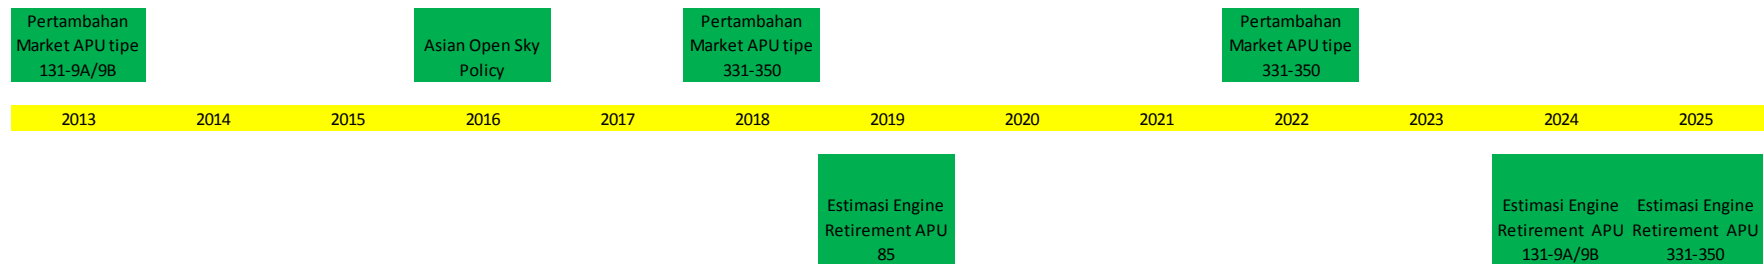 Pertambahan
Market APU tipe
131-9A/9B
Asian Open Sky
Policy
Pertambahan
Market APU tipe
331-350
Pertambahan
Market APU tipe
331-350
2013 2014 2015 2016 2017 2018 2019 2020 2021 2022 2023 2024 2025
Estimasi Engine
Retirement APU
85
Estimasi Engine
Retirement APU
131-9A/9B
Estimasi Engine
Retirement APU
331-350